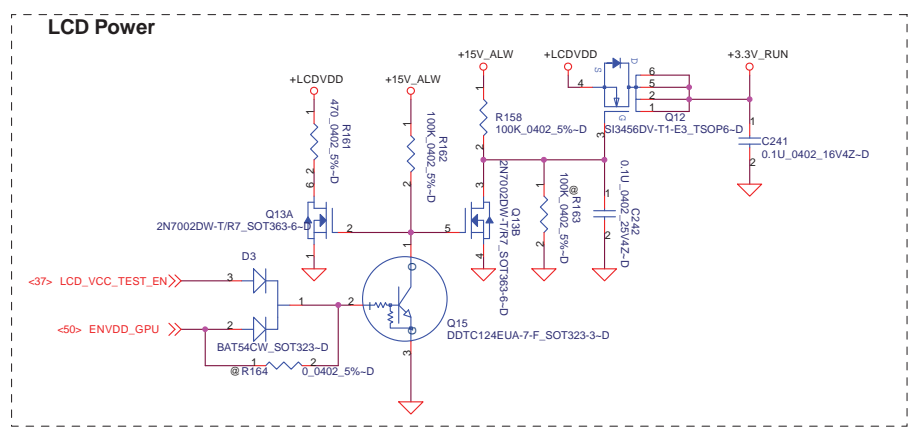 LCD Power
+LCDVDD
+15V_ALW
+15V_ALW
+LCDVDD
+3.3V_RUN
1
R161
470_0402_5%~D
2
1
R162
100K_0402_5%~D
2
1
R158
100K_0402_5%~D
2
4
S
D
G
3
6
5
2
1
Q12
SI3456DV-T1-E3_TSOP6~D
1
C241
0.1U_0402_16V4Z~D
2
6
Q13A
2N7002DW-T/R7_SOT363-6~D
2
1
3
5
Q13B
2N7002DW-T/R7_SOT363-6~D
4
1
@R163
100K_0402_5%~D
2
1
C242
0.1U_0402_25V4Z~D
2
D3
<37> LCD_VCC_TEST_EN
3
1
<50> ENVDD_GPU
2
BAT54CW_SOT323~D
1
2
@R164
0_0402_5%~D
2
1
Q15
DDTC124EUA-7-F_SOT323-3~D
3